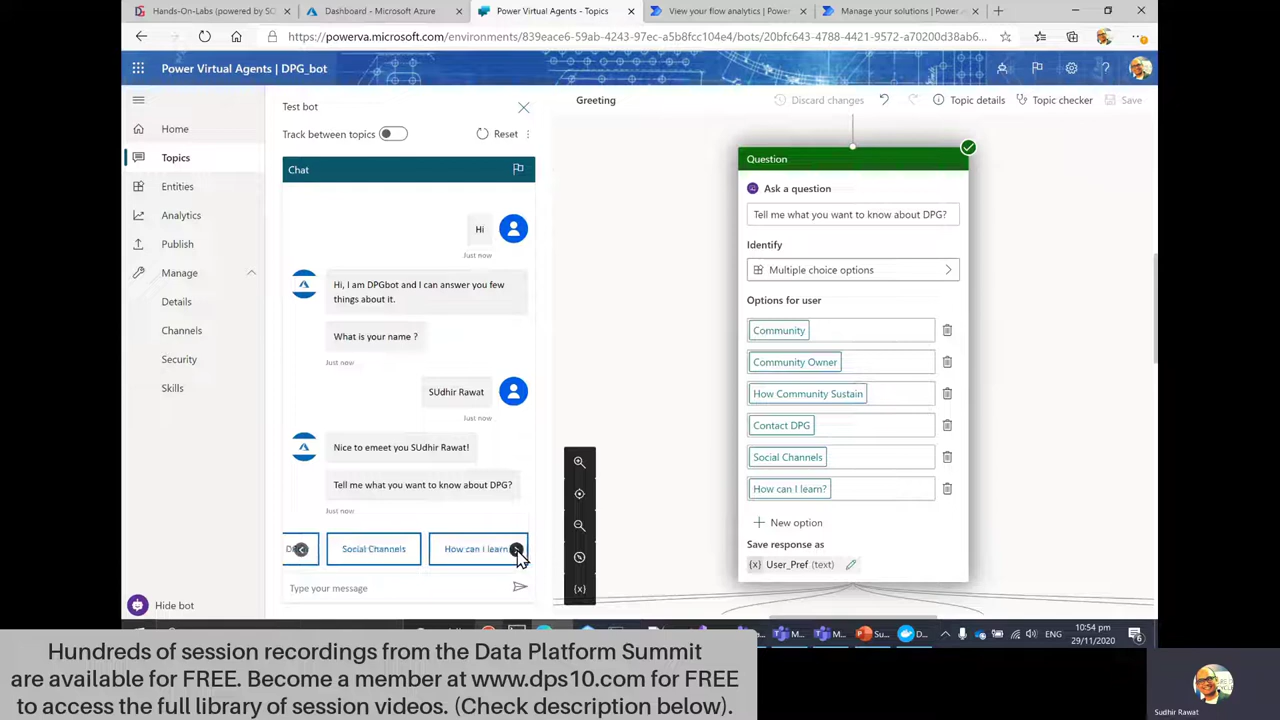 Hands-On-Labs (powered by SO
Dashboard - Microsoft Azure
Power Virtual Agents - Topics
View your flow analytics | Power
Manage your solutions | Power A
https://powerva.microsoft.com/environments/839eace6-59ab-4243-97ec-a5b8fcc104e4/bots/20bfc643-4788-4421-9572-a70200d38ab6...
Power Virtual Agents | DPG_bot
Home
Topics
Entities
Analytics
Publish
Manage
Details
Channels
Security
Skills
Hide bot
Test bot
Track between topics
Reset
Chat
Hi
Just now
Hi, I am DPGbot and I can answer you few
things about it.
What is your name ?
Just now
SUdhir Rawat
Just now
Nice to emeet you SUdhir Rawat!
Tell me what you want to know about DPG?
Just now
Social Channels
How can I learn
Type your message
Greeting
Discard changes
Topic details
Topic checker
Save
Question
Ask a question
Tell me what you want to know about DPG?
Identify
Multiple choice options
Options for user
Community
Community Owner
How Community Sustain
Contact DPG
Social Channels
How can I learn?
New option
Save response as
{x} User_Pref (text)
{x}
M...
M...
Su...
D...
ENG
10:54 pm
29/11/2020
6
Hundreds of session recordings from the Data Platform Summit
are available for FREE. Become a member at www.dps10.com for FREE
to access the full library of session videos. (Check description below).
Sudhir Rawat